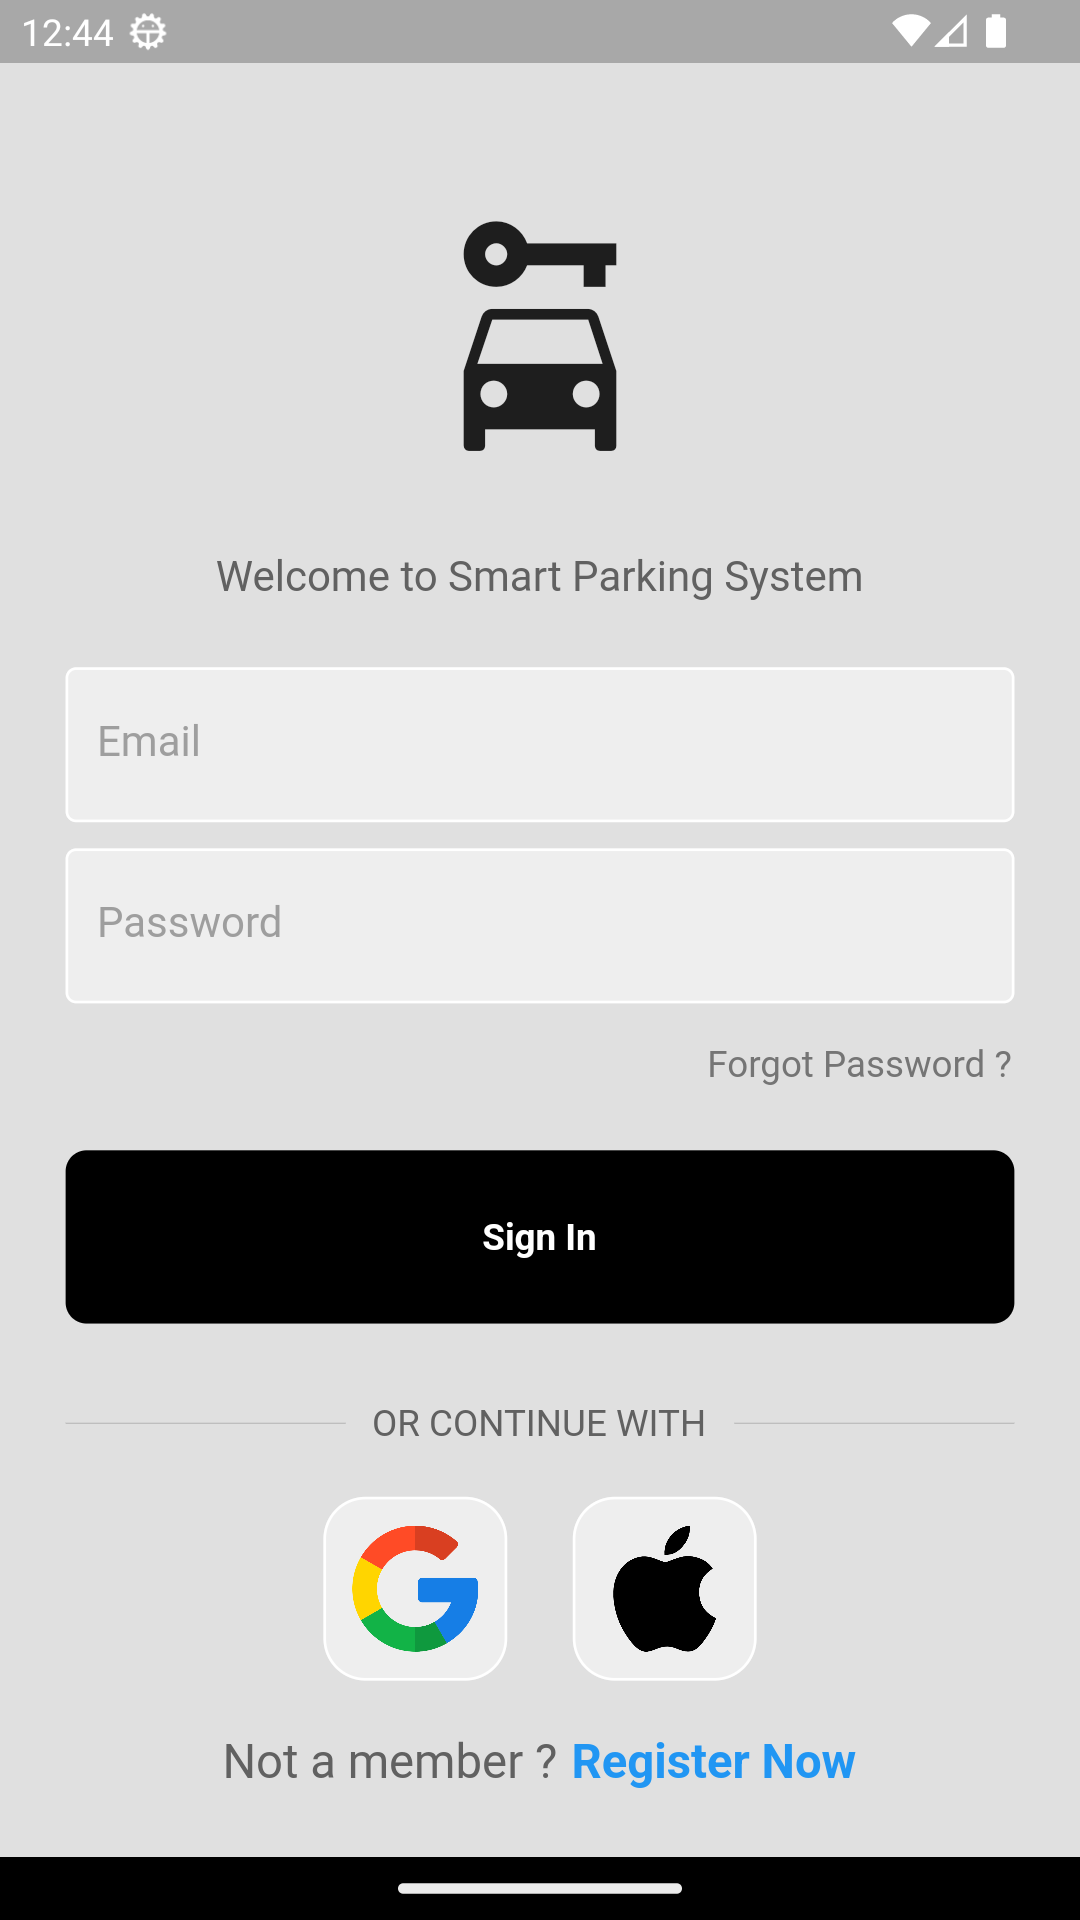 12:44
Welcome to Smart Parking System
Email
Password
Forgot Password ?
Sign In
OR CONTINUE WITH
Not a member ? Register Now